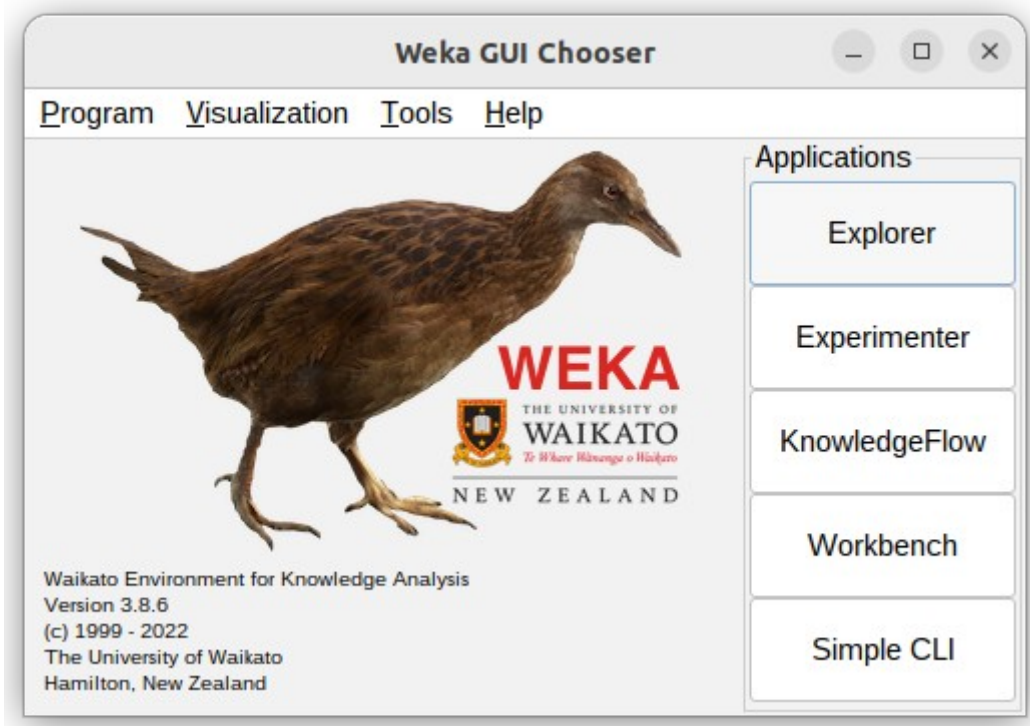 Weka GUI Chooser
Program Visualization Tools Help
Applications
Explorer
Experimenter
KnowledgeFlow
Workbench
Simple CLI
WEKA
THE UNIVERSITY OF
WAIKATO
Te Whare Wānanga o Waikato
NEW ZEALAND
Waikato Environment for Knowledge Analysis
Version 3.8.6
(c) 1999 - 2022
The University of Waikato
Hamilton, New Zealand